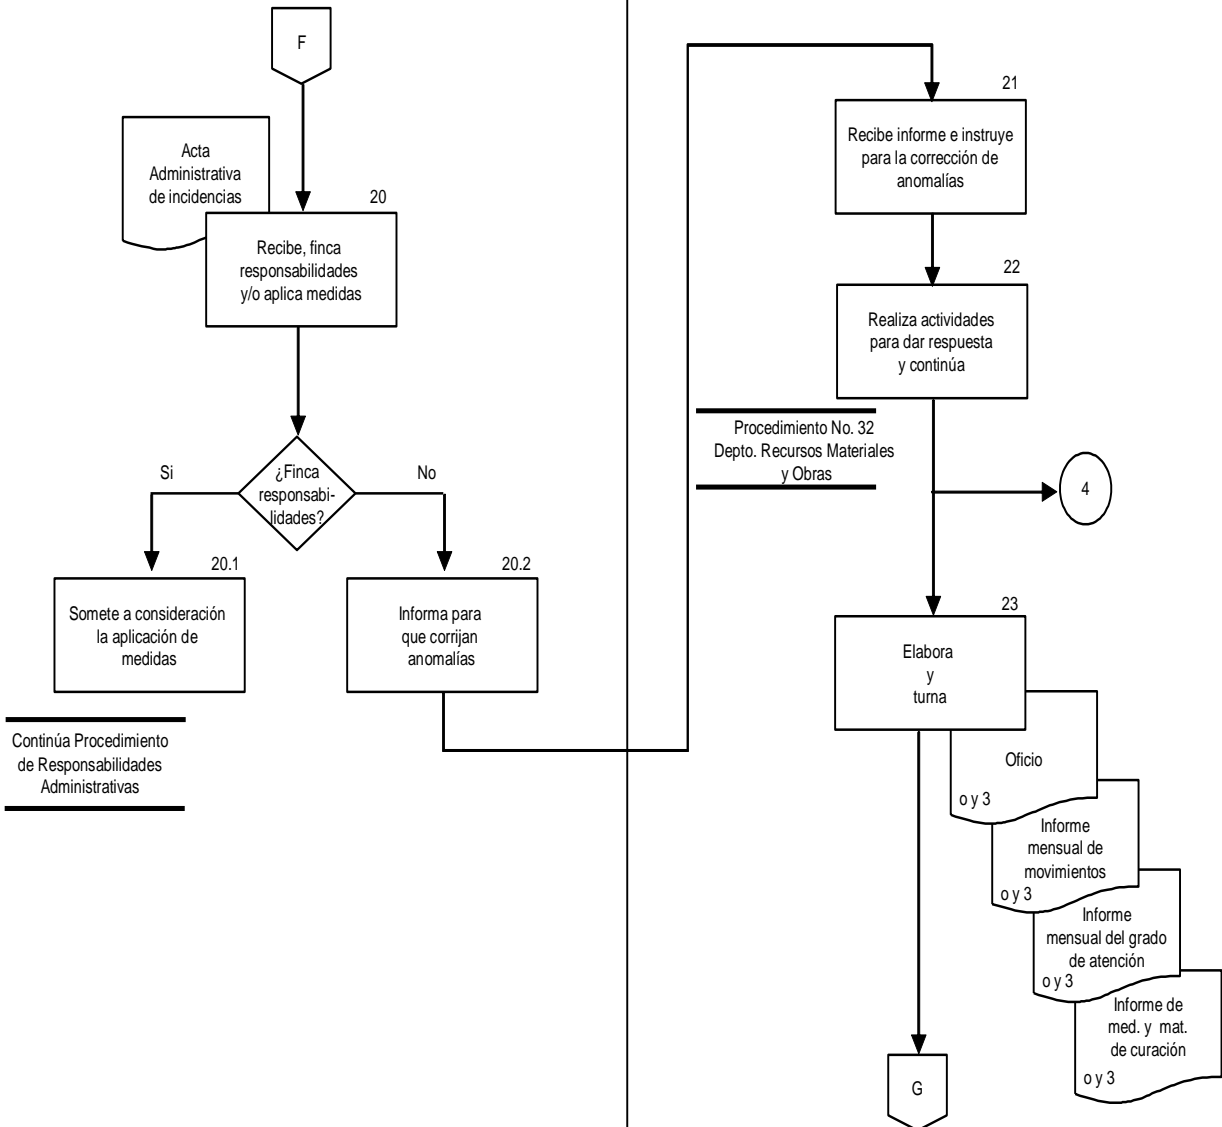 F
Acta
Administrativa
de incidencias
20
Recibe, finca
responsabilidades
y/o aplica medidas
¿Finca
responsabi-
lidades?
Si
No
20.1
Somete a consideración
la aplicación de
medidas
20.2
Informa para
que corrijan
anomalías
Continúa Procedimiento
de Responsabilidades
Administrativas
21
Recibe informe e instruye
para la corrección de
anomalías
22
Realiza actividades
para dar respuesta
y continúa
Procedimiento No. 32
Depto. Recursos Materiales
y Obras
4
23
Elabora
y
turna
Oficio
o y 3
Informe
mensual de
movimientos
o y 3
Informe
mensual del grado
de atención
o y 3
Informe de
med. y mat.
de curación
o y 3
G